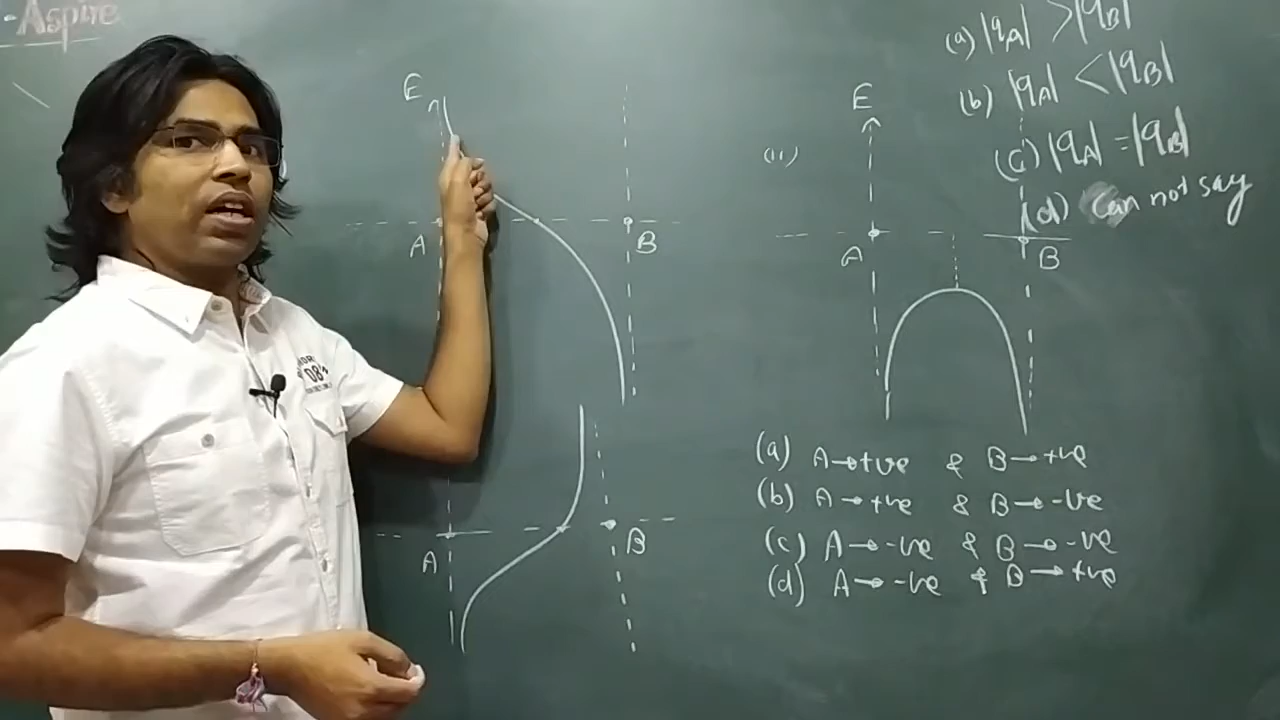 -Aspire
E
A
B
A
B
(ii)
E
A
B
(a) |qA| > |qB|
(b) |qA| < |qB|
(c) |qA| = |qB|
(d) Can not say
(a) A→+ve & B→+ve
(b) A→+ve & B→-ve
(c) A→-ve & B→-ve
(d) A→-ve & B→+ve